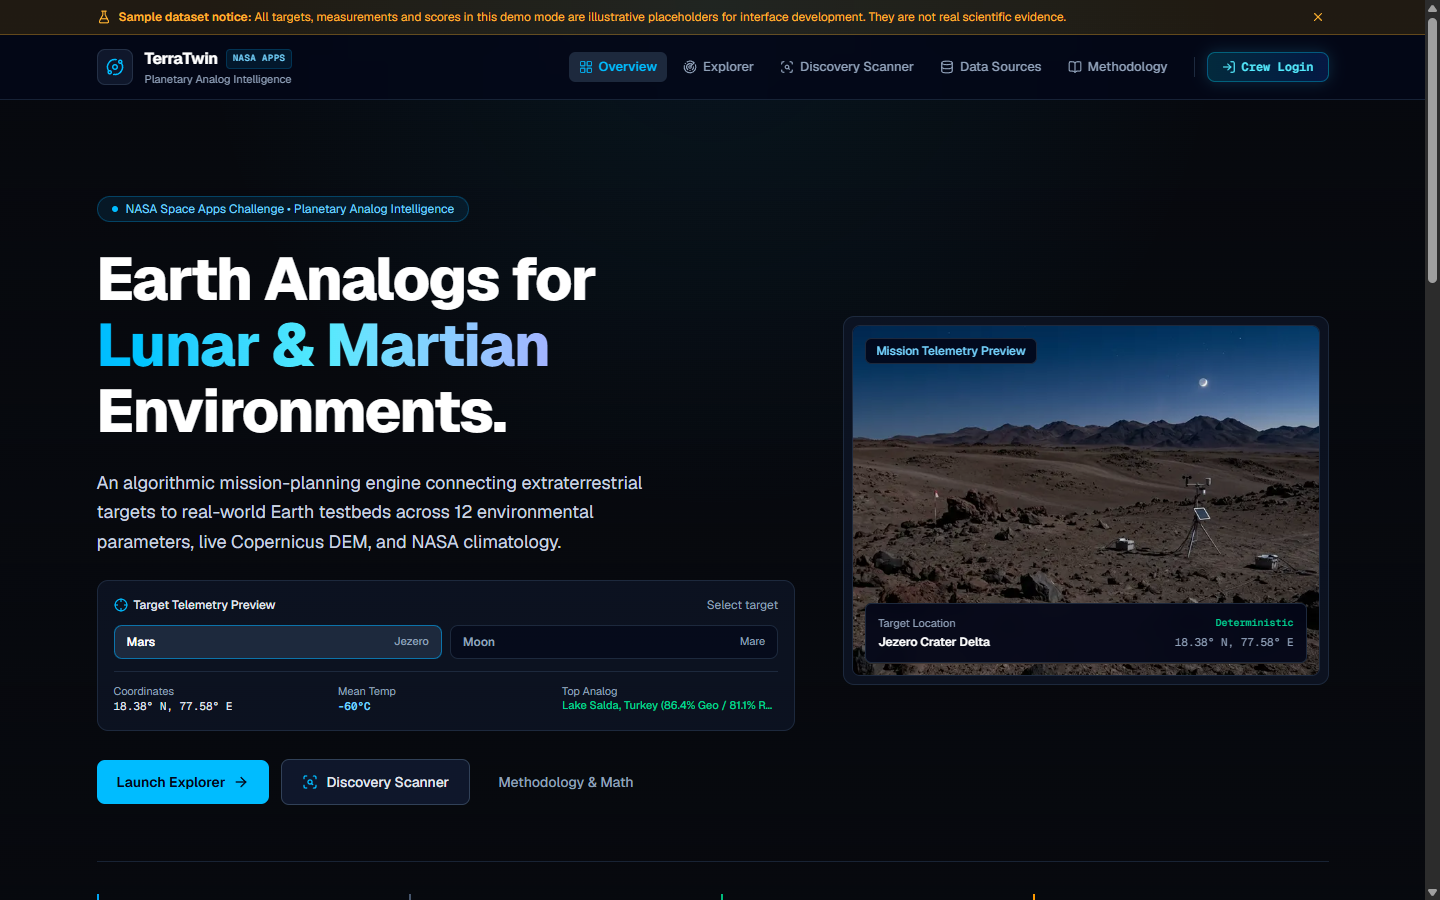 Sample dataset notice: All targets, measurements and scores in this demo mode are illustrative placeholders for interface development. They are not real scientific evidence.
TerraTwin NASA APPS
Planetary Analog Intelligence
Overview
Explorer
Discovery Scanner
Data Sources
Methodology
Crew Login
NASA Space Apps Challenge • Planetary Analog Intelligence
Earth Analogs for
Lunar & Martian
Environments.
An algorithmic mission-planning engine connecting extraterrestrial
targets to real-world Earth testbeds across 12 environmental
parameters, live Copernicus DEM, and NASA climatology.
Target Telemetry Preview
Select target
Mars Jezero
Moon Mare
Coordinates
18.38° N, 77.58° E
Mean Temp
-60°C
Top Analog
Lake Salda, Turkey (86.4% Geo / 81.1% R...
Launch Explorer
Discovery Scanner
Methodology & Math
Mission Telemetry Preview
Target Location
Deterministic
Jezero Crater Delta
18.38° N, 77.58° E